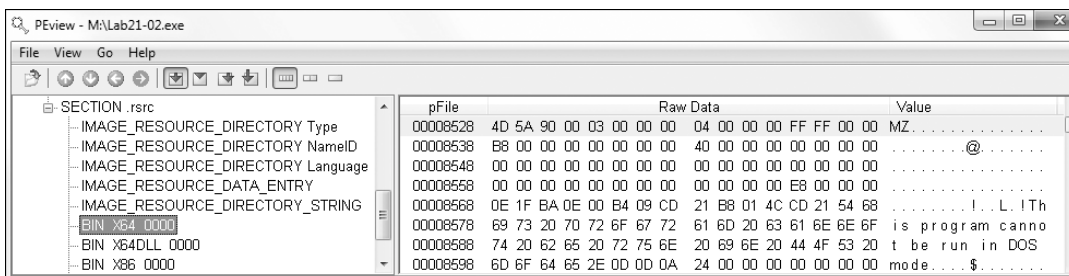 PEview - M:\Lab21-02.exe
File View Go Help
SECTION .rsrc
IMAGE_RESOURCE_DIRECTORY Type
IMAGE_RESOURCE_DIRECTORY NameID
IMAGE_RESOURCE_DIRECTORY Language
IMAGE_RESOURCE_DATA_ENTRY
IMAGE_RESOURCE_DIRECTORY_STRING
BIN X64 0000
BIN X64DLL 0000
BIN X86 0000
pFile Raw Data Value
00008528 4D 5A 90 00 03 00 00 00 04 00 00 00 FF FF 00 00 MZ..............
00008538 B8 00 00 00 00 00 00 00 40 00 00 00 00 00 00 00 ........@.......
00008548 00 00 00 00 00 00 00 00 00 00 00 00 00 00 00 00 ................
00008558 00 00 00 00 00 00 00 00 00 00 00 00 E8 00 00 00 ................
00008568 0E 1F BA 0E 00 B4 09 CD 21 B8 01 4C CD 21 54 68 ........!..L.!Th
00008578 69 73 20 70 72 6F 67 72 61 6D 20 63 61 6E 6E 6F is program canno
00008588 74 20 62 65 20 72 75 6E 20 69 6E 20 44 4F 53 20 t be run in DOS
00008598 6D 6F 64 65 2E 0D 0D 0A 24 00 00 00 00 00 00 00 mode....$.......